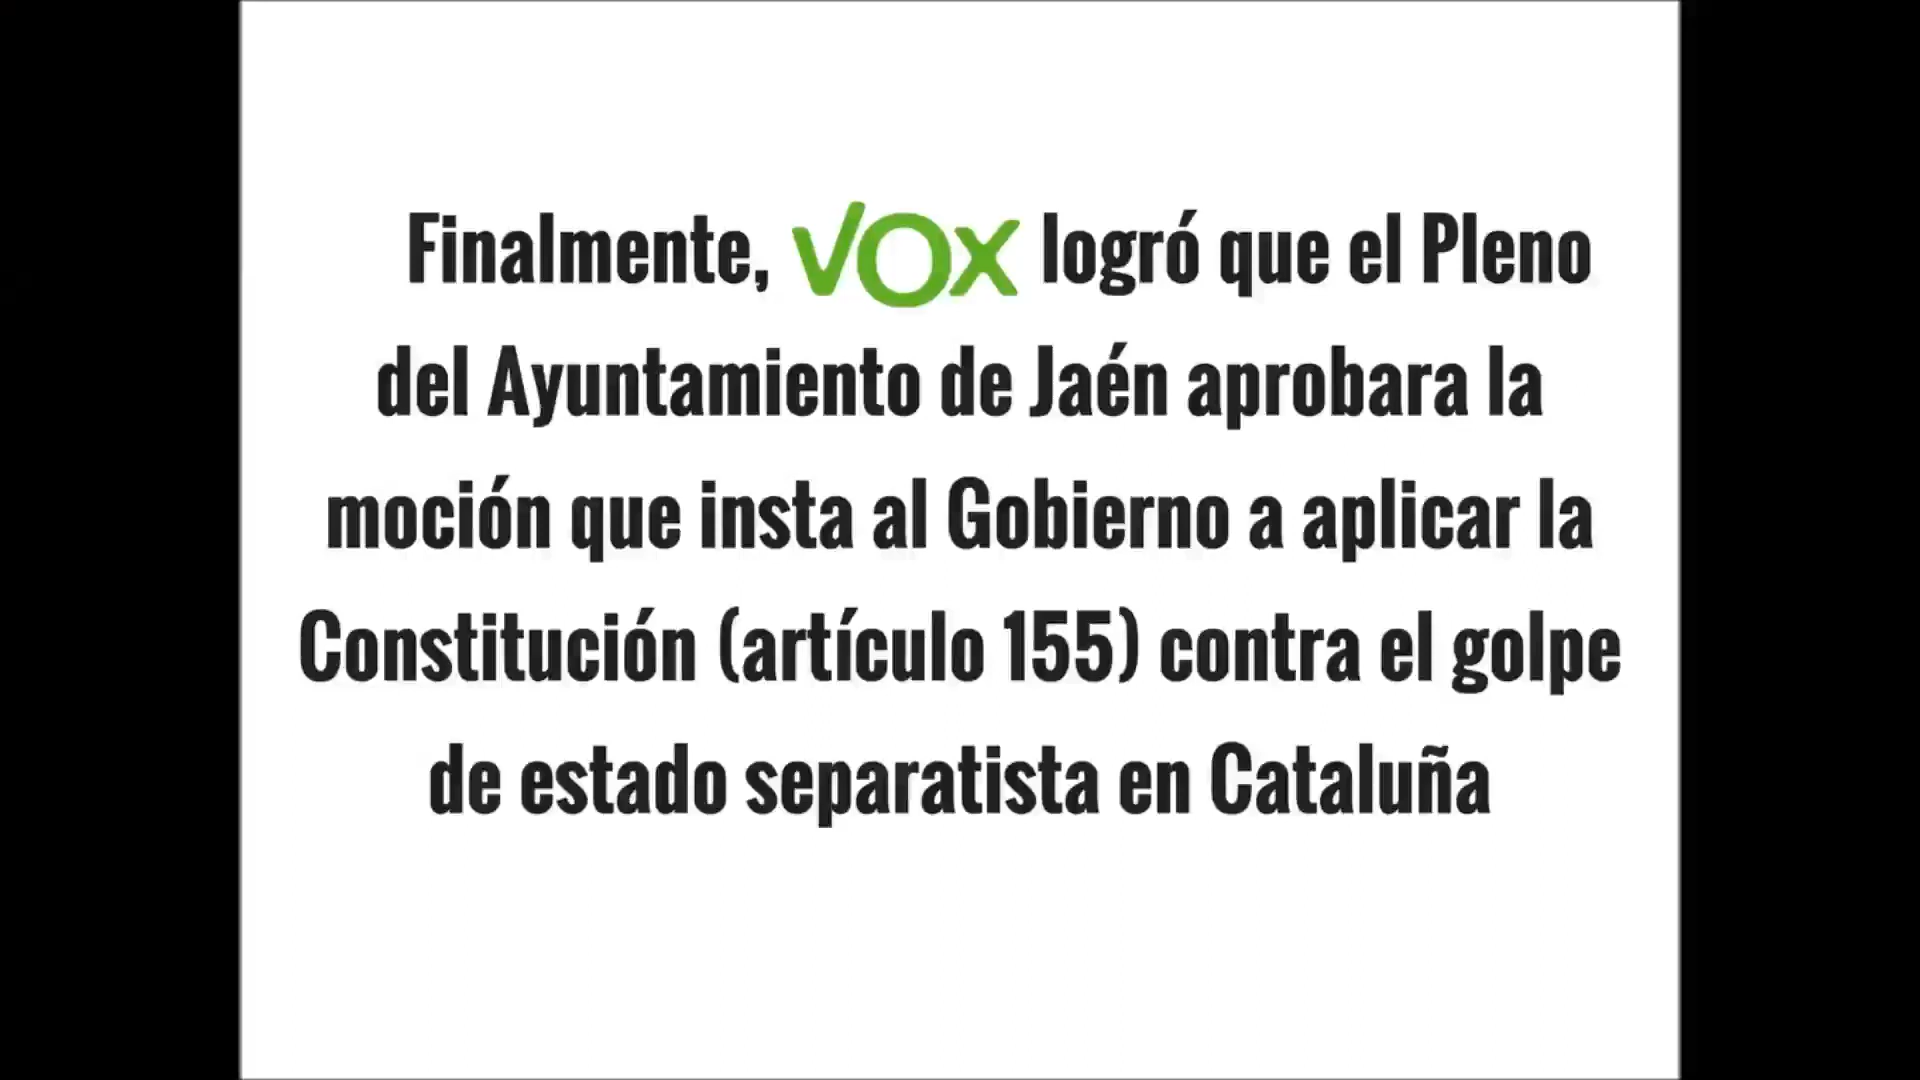 Finalmente, VOX logró que el Pleno
del Ayuntamiento de Jaén aprobara la
moción que insta al Gobierno a aplicar la
Constitución (artículo 155) contra el golpe
de estado separatista en Cataluña